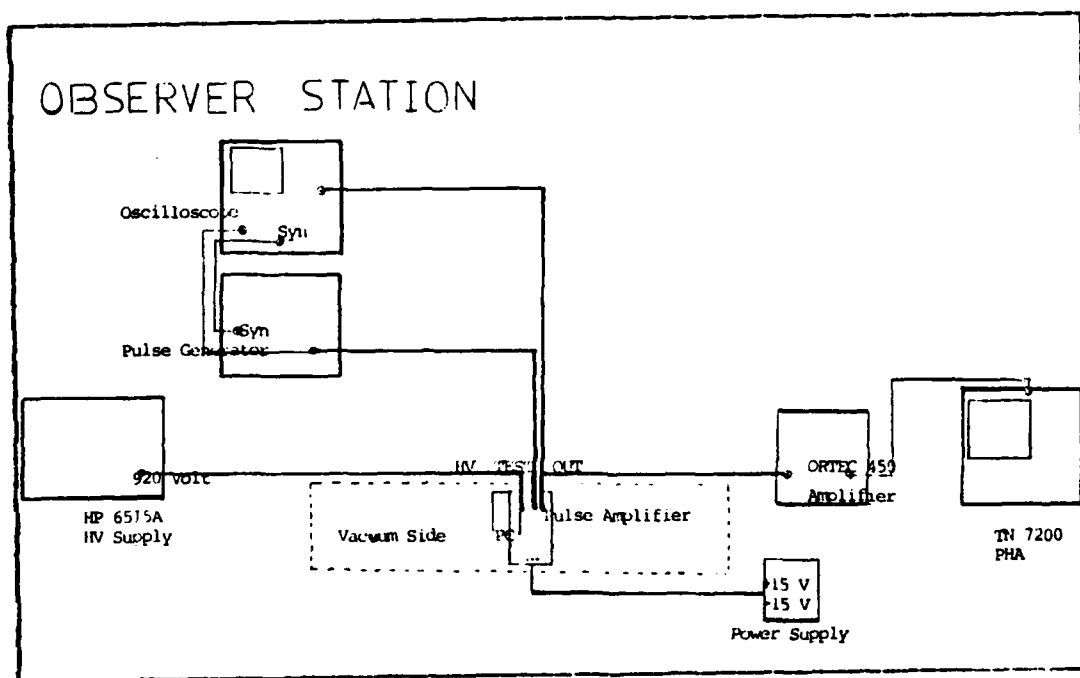 OBSERVER STATION
Oscilloscope
Syn
Syn
Pulse Generator
920 Volt
HV TEST OUT
ORTEC 450
Amplifier
HP 6515A
HV Supply
Vacuum Side
PC
Pulse Amplifier
TN 7200
PHA
15 V
15 V
Power Supply